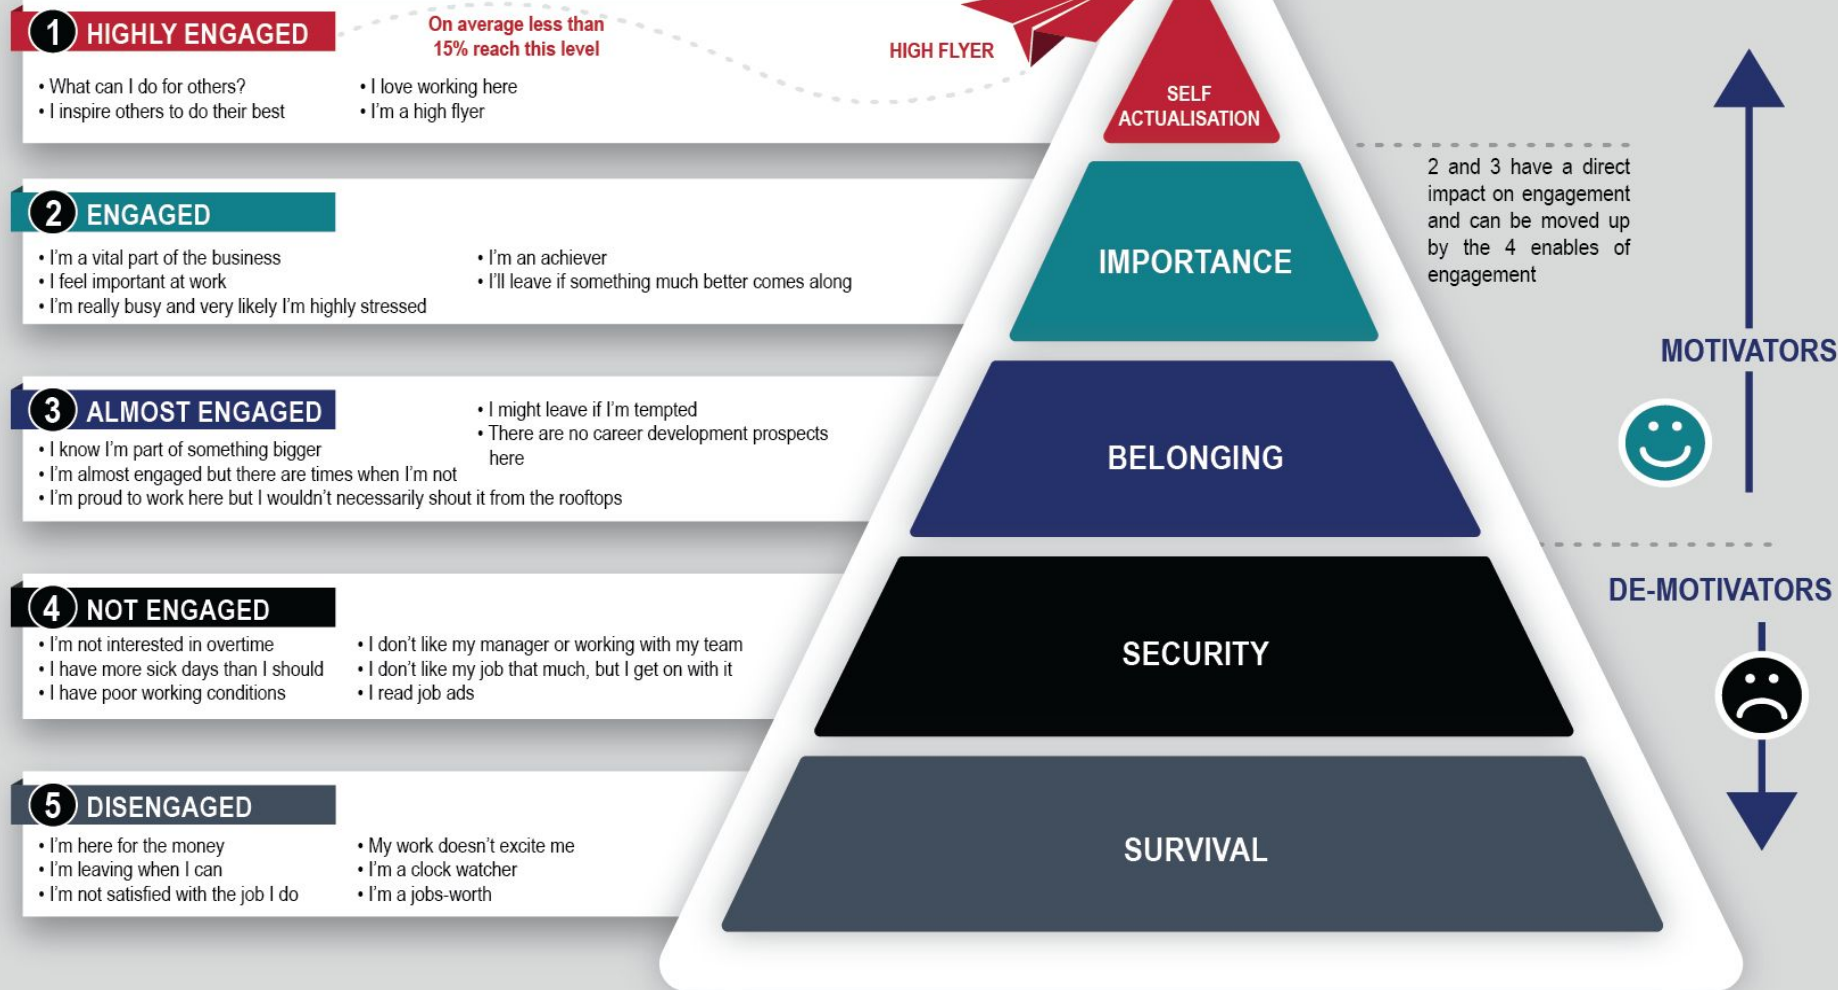 1 HIGHLY ENGAGED
On average less than
15% reach this level
• What can I do for others?
• I inspire others to do their best
• I love working here
• I'm a high flyer
HIGH FLYER
SELF
ACTUALISATION
2 ENGAGED
• I'm a vital part of the business
• I feel important at work
• I'm really busy and very likely I'm highly stressed
• I'm an achiever
• I'll leave if something much better comes along
IMPORTANCE
2 and 3 have a direct
impact on engagement
and can be moved up
by the 4 enables of
engagement
MOTIVATORS
3 ALMOST ENGAGED
• I know I'm part of something bigger
• I'm almost engaged but there are times when I'm not
• I'm proud to work here but I wouldn't necessarily shout it from the rooftops
• I might leave if I'm tempted
• There are no career development prospects
here
BELONGING
DE-MOTIVATORS
4 NOT ENGAGED
• I'm not interested in overtime
• I have more sick days than I should
• I have poor working conditions
• I don't like my manager or working with my team
• I don't like my job that much, but I get on with it
• I read job ads
SECURITY
5 DISENGAGED
• I'm here for the money
• I'm leaving when I can
• I'm not satisfied with the job I do
• My work doesn't excite me
• I'm a clock watcher
• I'm a jobs-worth
SURVIVAL